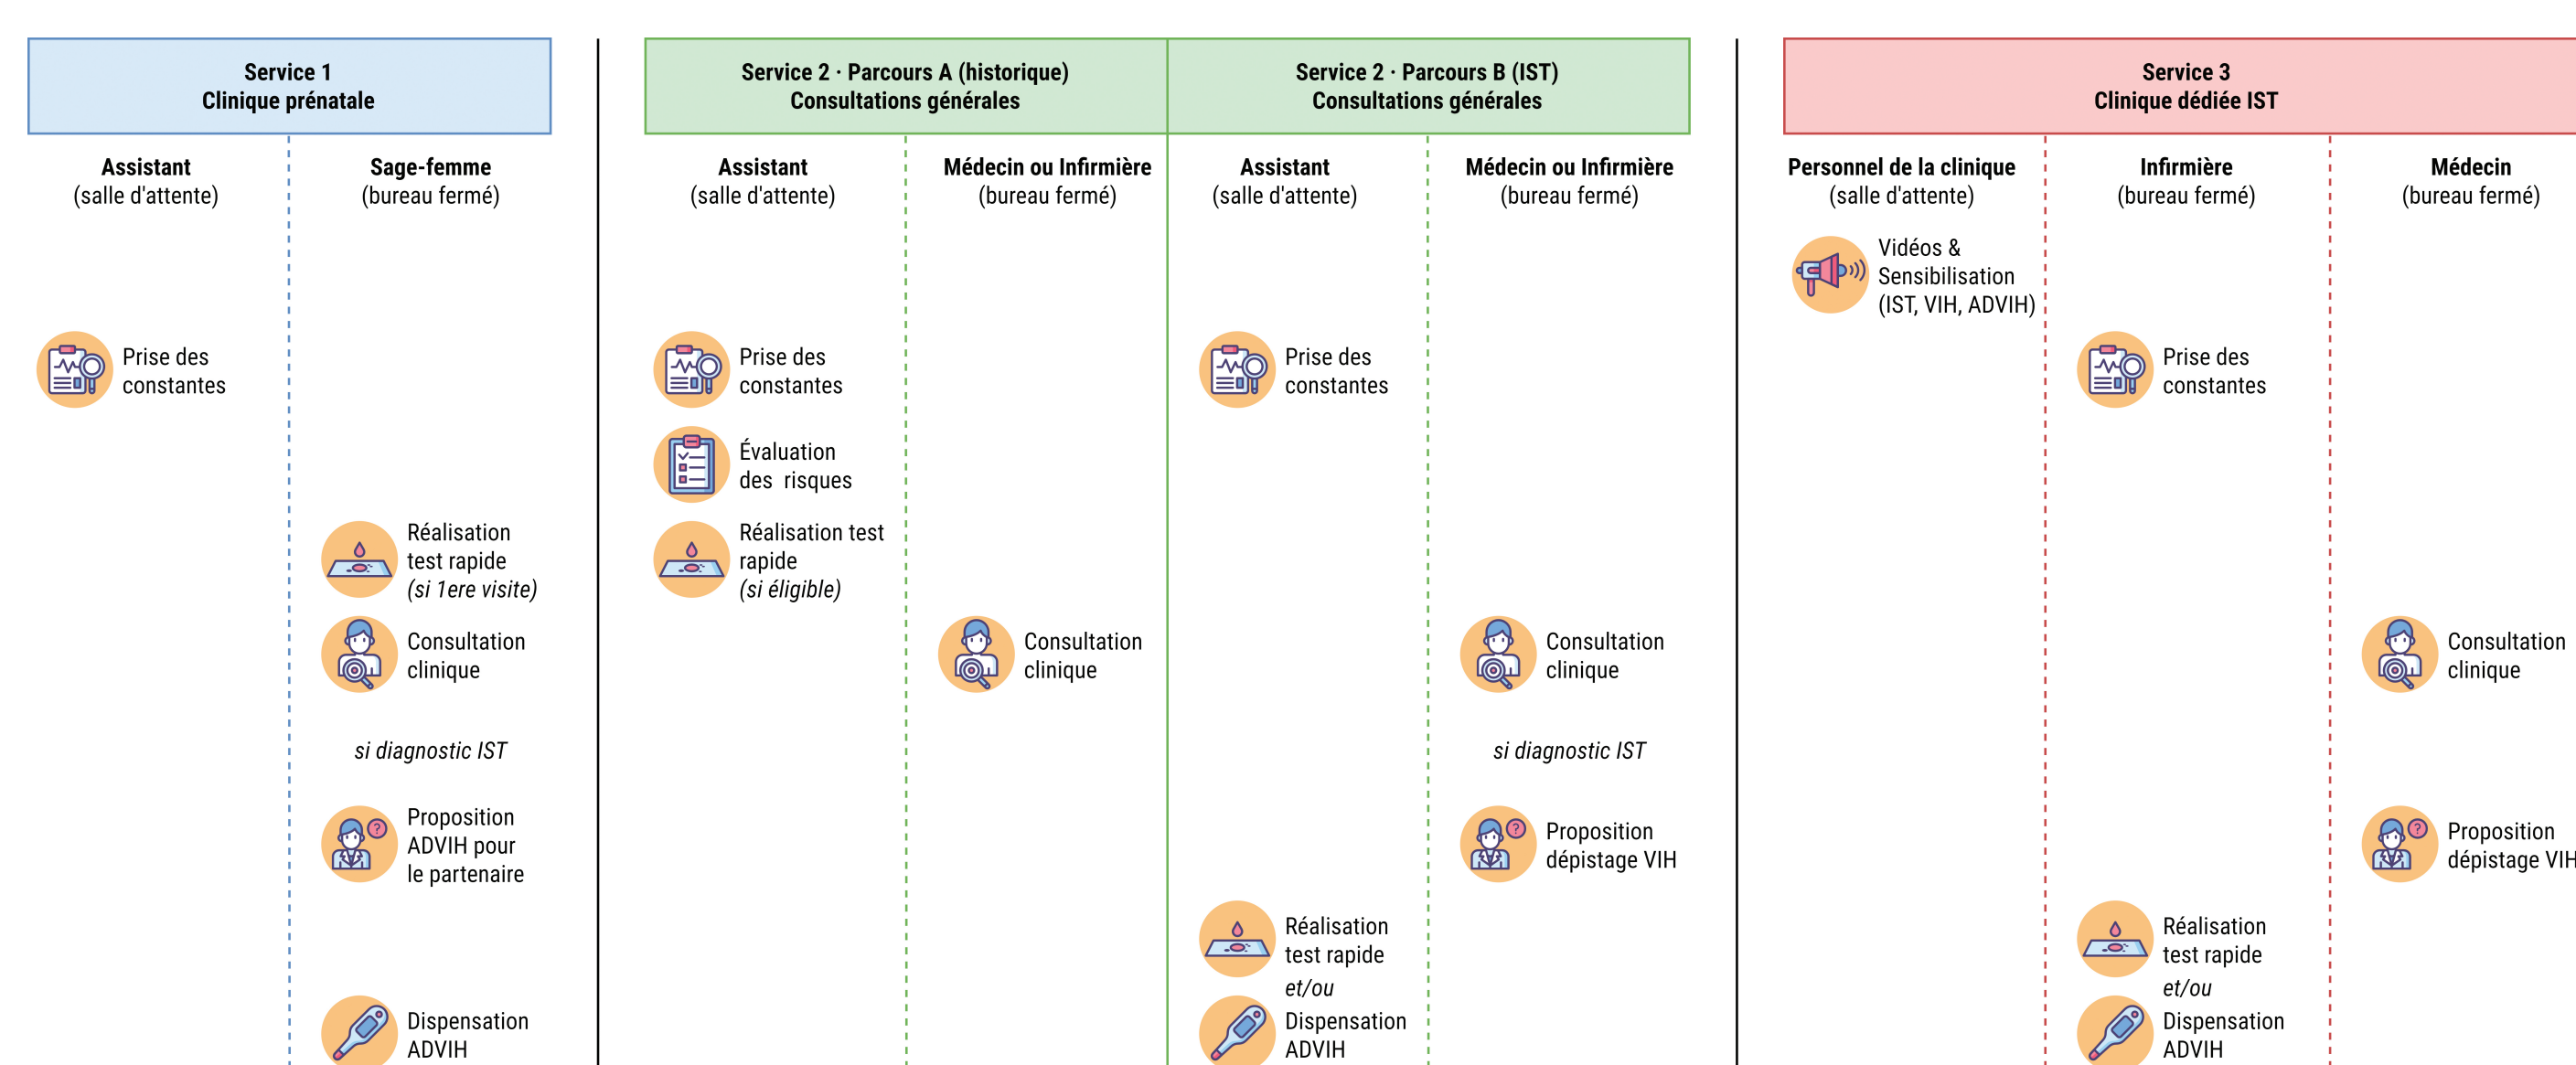 Service 1
Clinique prénatale
Assistant
(salle d'attente)
Sage-femme
(bureau fermé)
Prise des
constantes
Réalisation
test rapide
(si 1ere visite)
Consultation
clinique
si diagnostic IST
Proposition
ADVIH pour
le partenaire
Dispensation
ADVIH
Service 2 · Parcours A (historique)
Consultations générales
Assistant
(salle d'attente)
Médecin ou Infirmière
(bureau fermé)
Prise des
constantes
Évaluation
des  risques
Réalisation test
rapide
(si éligible)
Consultation
clinique
Service 2 · Parcours B (IST)
Consultations générales
Assistant
(salle d'attente)
Médecin ou Infirmière
(bureau fermé)
Prise des
constantes
Consultation
clinique
si diagnostic IST
Proposition
dépistage VIH
Réalisation
test rapide
et/ou
Dispensation
ADVIH
Service 3
Clinique dédiée IST
Personnel de la clinique
(salle d'attente)
Infirmière
(bureau fermé)
Médecin
(bureau fermé)
Vidéos &
Sensibilisation
(IST, VIH, ADVIH)
Prise des
constantes
Consultation
clinique
Proposition
dépistage VIH
Réalisation
test rapide
et/ou
Dispensation
ADVIH